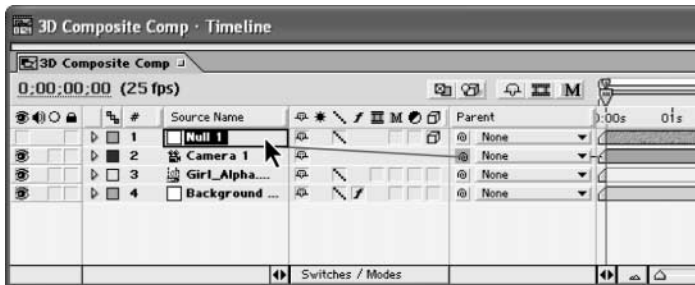 3D Composite Comp · Timeline
3D Composite Comp
0;00;00;00 (25 fps)
M
# Source Name M Parent :00s 01s
1 Null 1 None
2 Camera 1 None
3 Girl_Alpha.... None
4 Background ... None
Switches / Modes